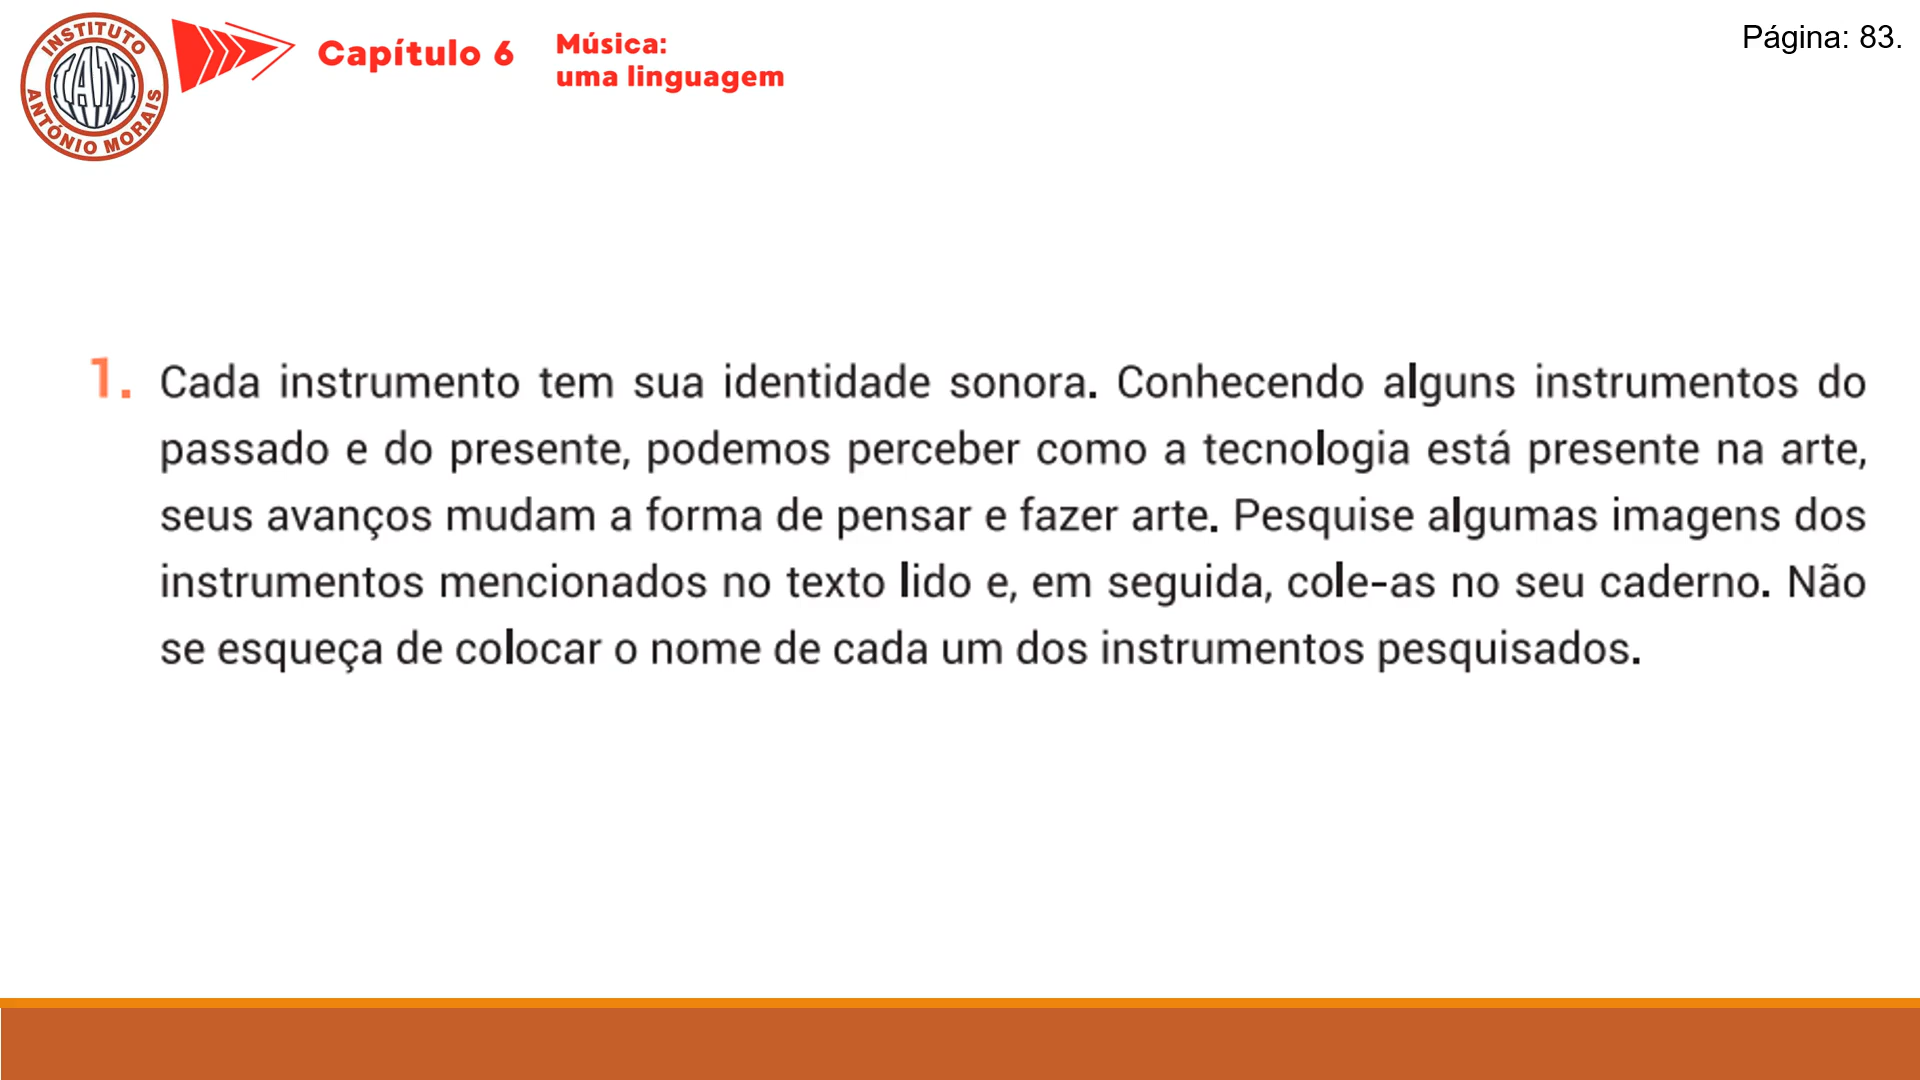 INSTITUTO
IAM
ANTÓNIO MORAIS
Capítulo 6
Música:
uma linguagem
Página: 83.
1. Cada instrumento tem sua identidade sonora. Conhecendo alguns instrumentos do
passado e do presente, podemos perceber como a tecnologia está presente na arte,
seus avanços mudam a forma de pensar e fazer arte. Pesquise algumas imagens dos
instrumentos mencionados no texto lido e, em seguida, cole-as no seu caderno. Não
se esqueça de colocar o nome de cada um dos instrumentos pesquisados.